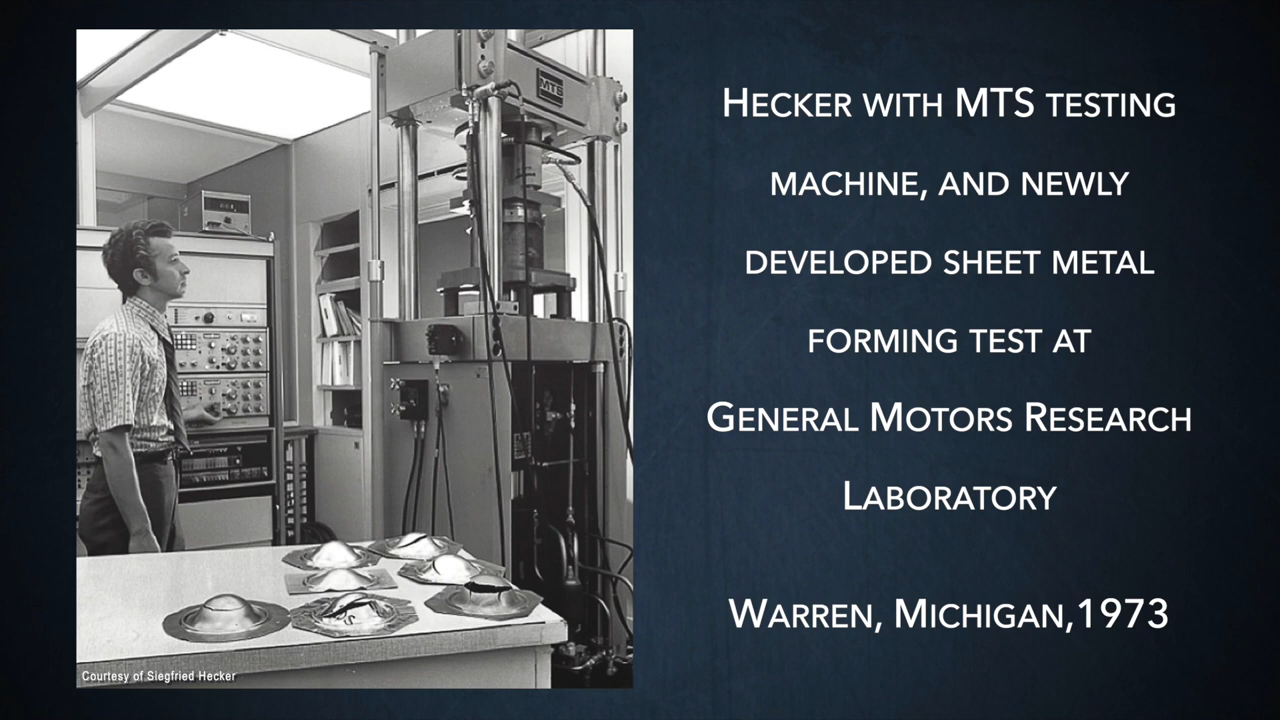 MTS
Courtesy of Siegfried Hecker
Hecker with MTS testing
machine, and newly
developed sheet metal
forming test at
General Motors Research
Laboratory
Warren, Michigan,1973